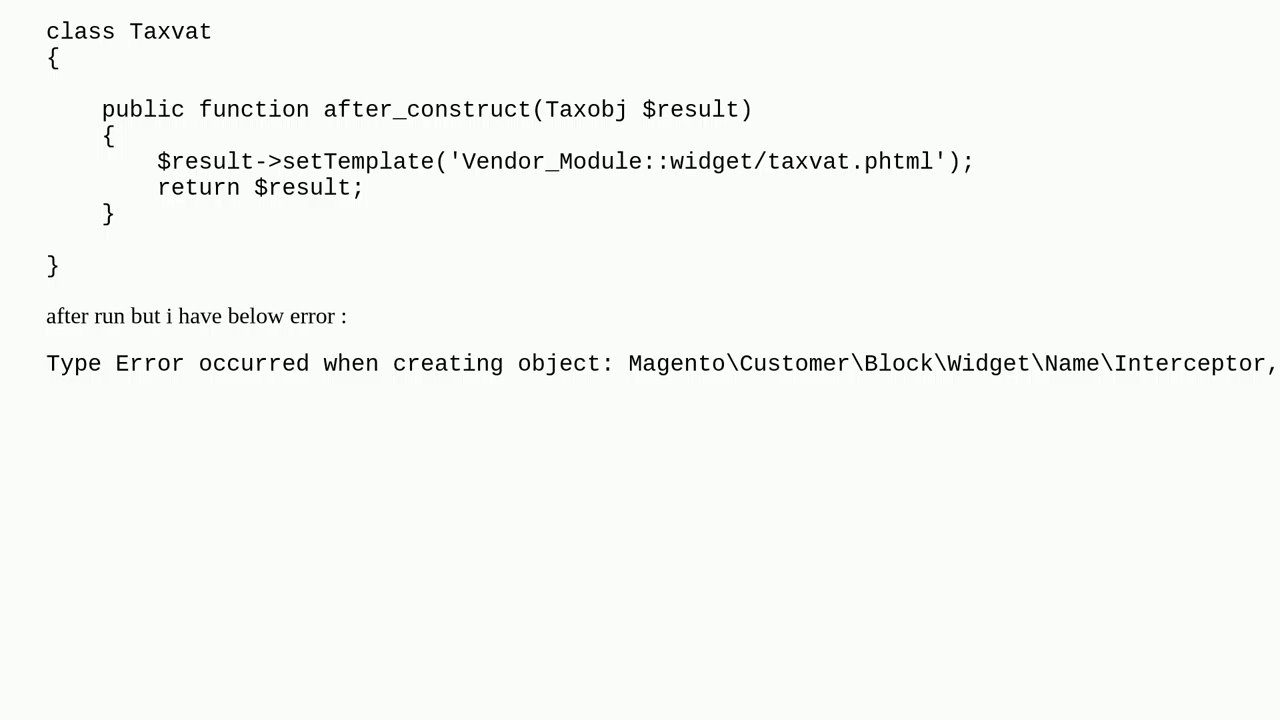 class Taxvat
{
public function after_construct(Taxobj $result)
{
$result->setTemplate('Vendor_Module::widget/taxvat.phtml');
return $result;
}
}
after run but i have below error :
Type Error occurred when creating object: Magento\Customer\Block\Widget\Name\Interceptor,